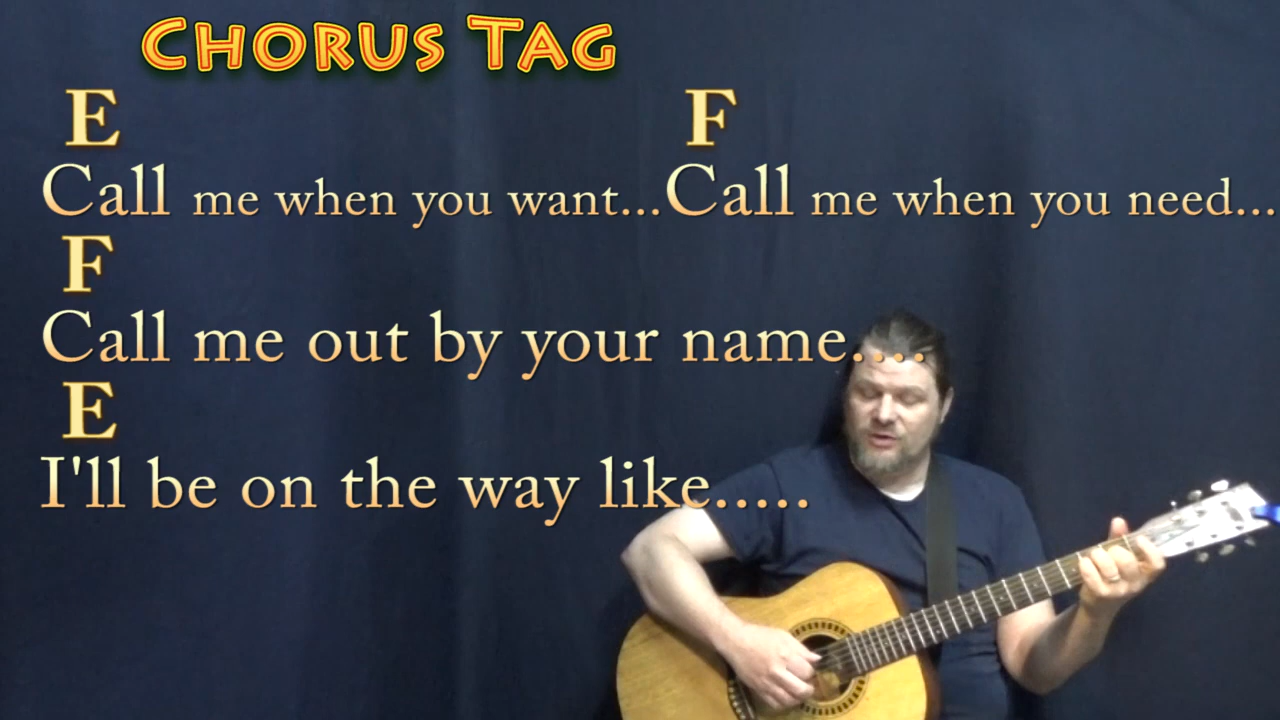 CHORUS TAG
E F
Call me when you want...Call me when you need...
F
Call me out by your name....
E
I'll be on the way like.....